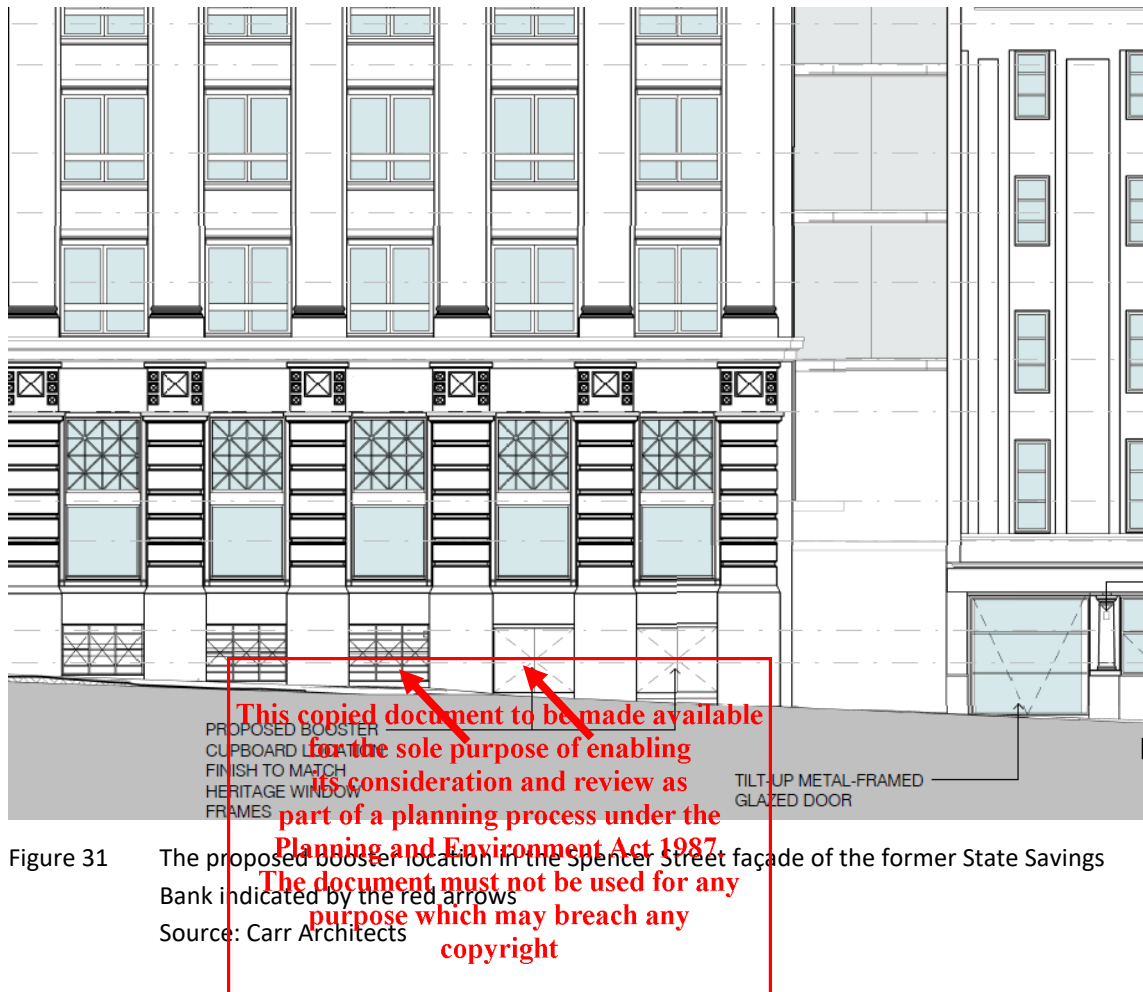 PROPOSED BOOSTER
CUPBOARD LOCATION
FINISH TO MATCH
HERITAGE WINDOW
FRAMES
TILT-UP METAL-FRAMED
GLAZED DOOR
This copied document to be made available
for the sole purpose of enabling
its consideration and review as
part of a planning process under the
Planning and Environment Act 1987.
The document must not be used for any
purpose which may breach any
copyright
Figure 31 The proposed booster location in the Spencer Street façade of the former State Savings
Bank indicated by the red arrows
Source: Carr Architects